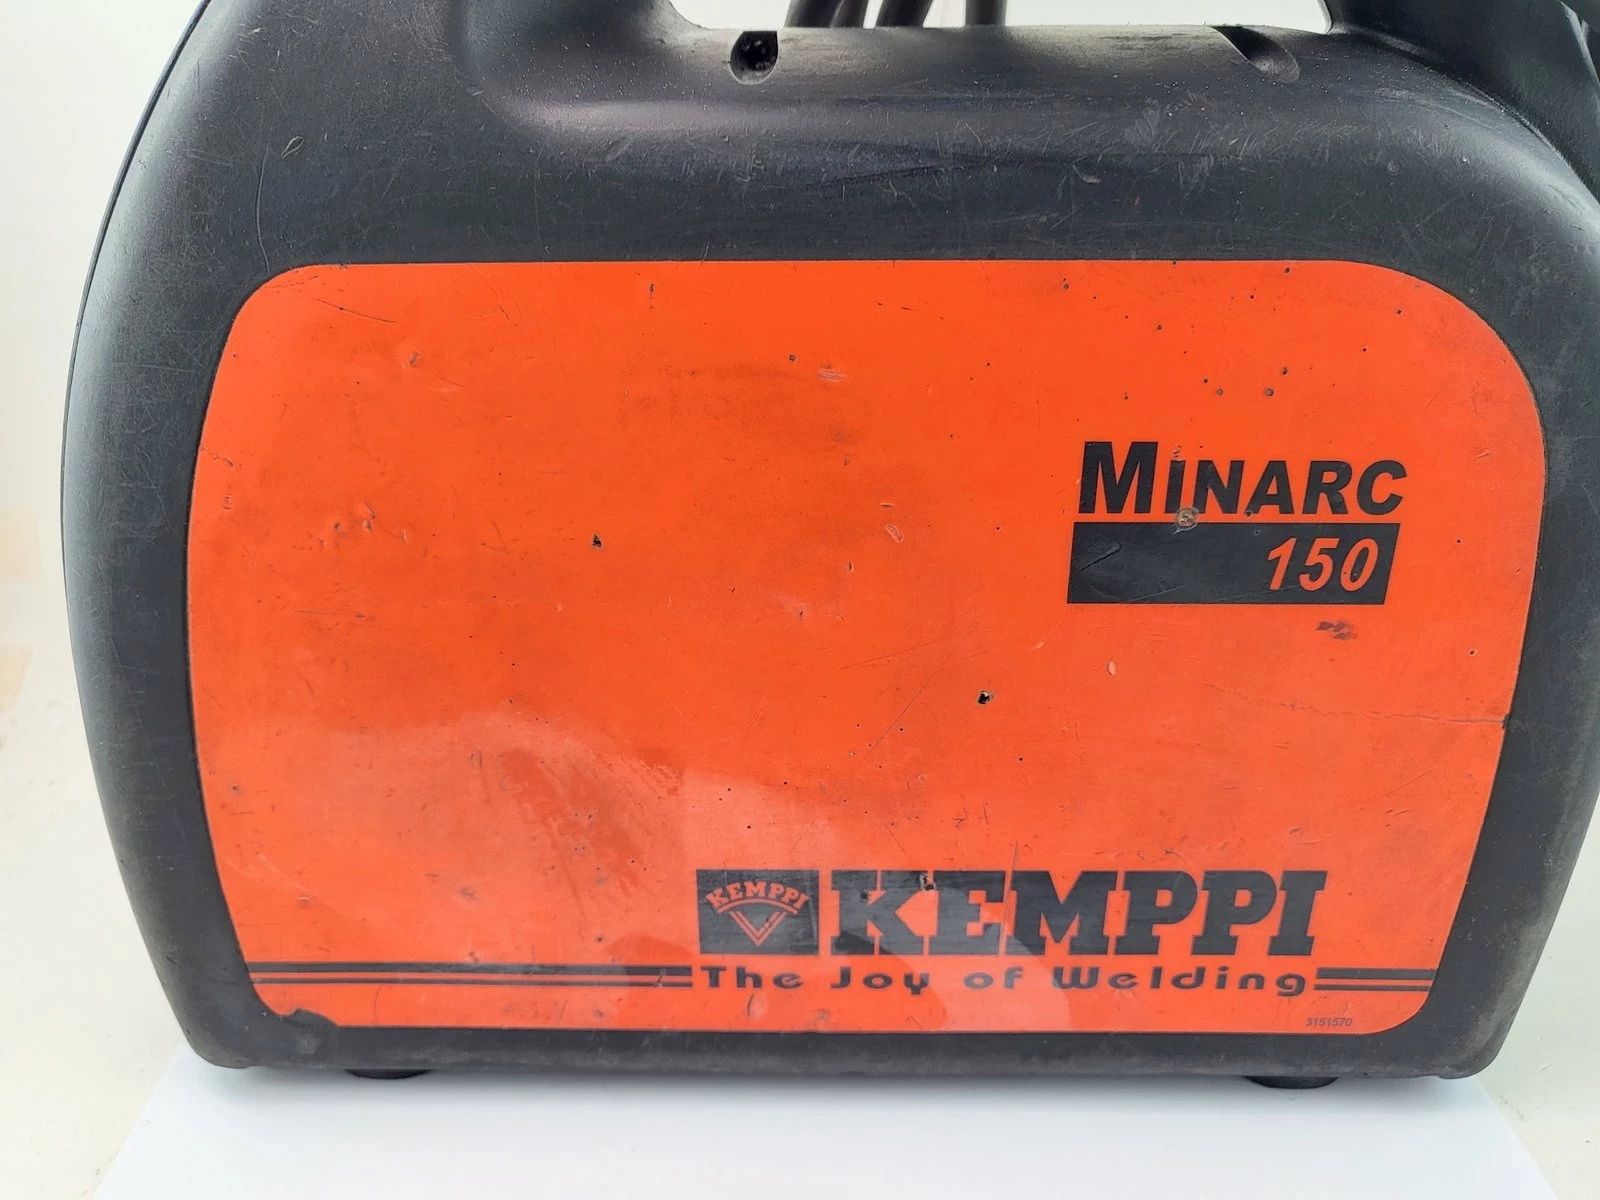 MINARC
150
KEMPPI KEMPPI
The Joy of Welding
3151570